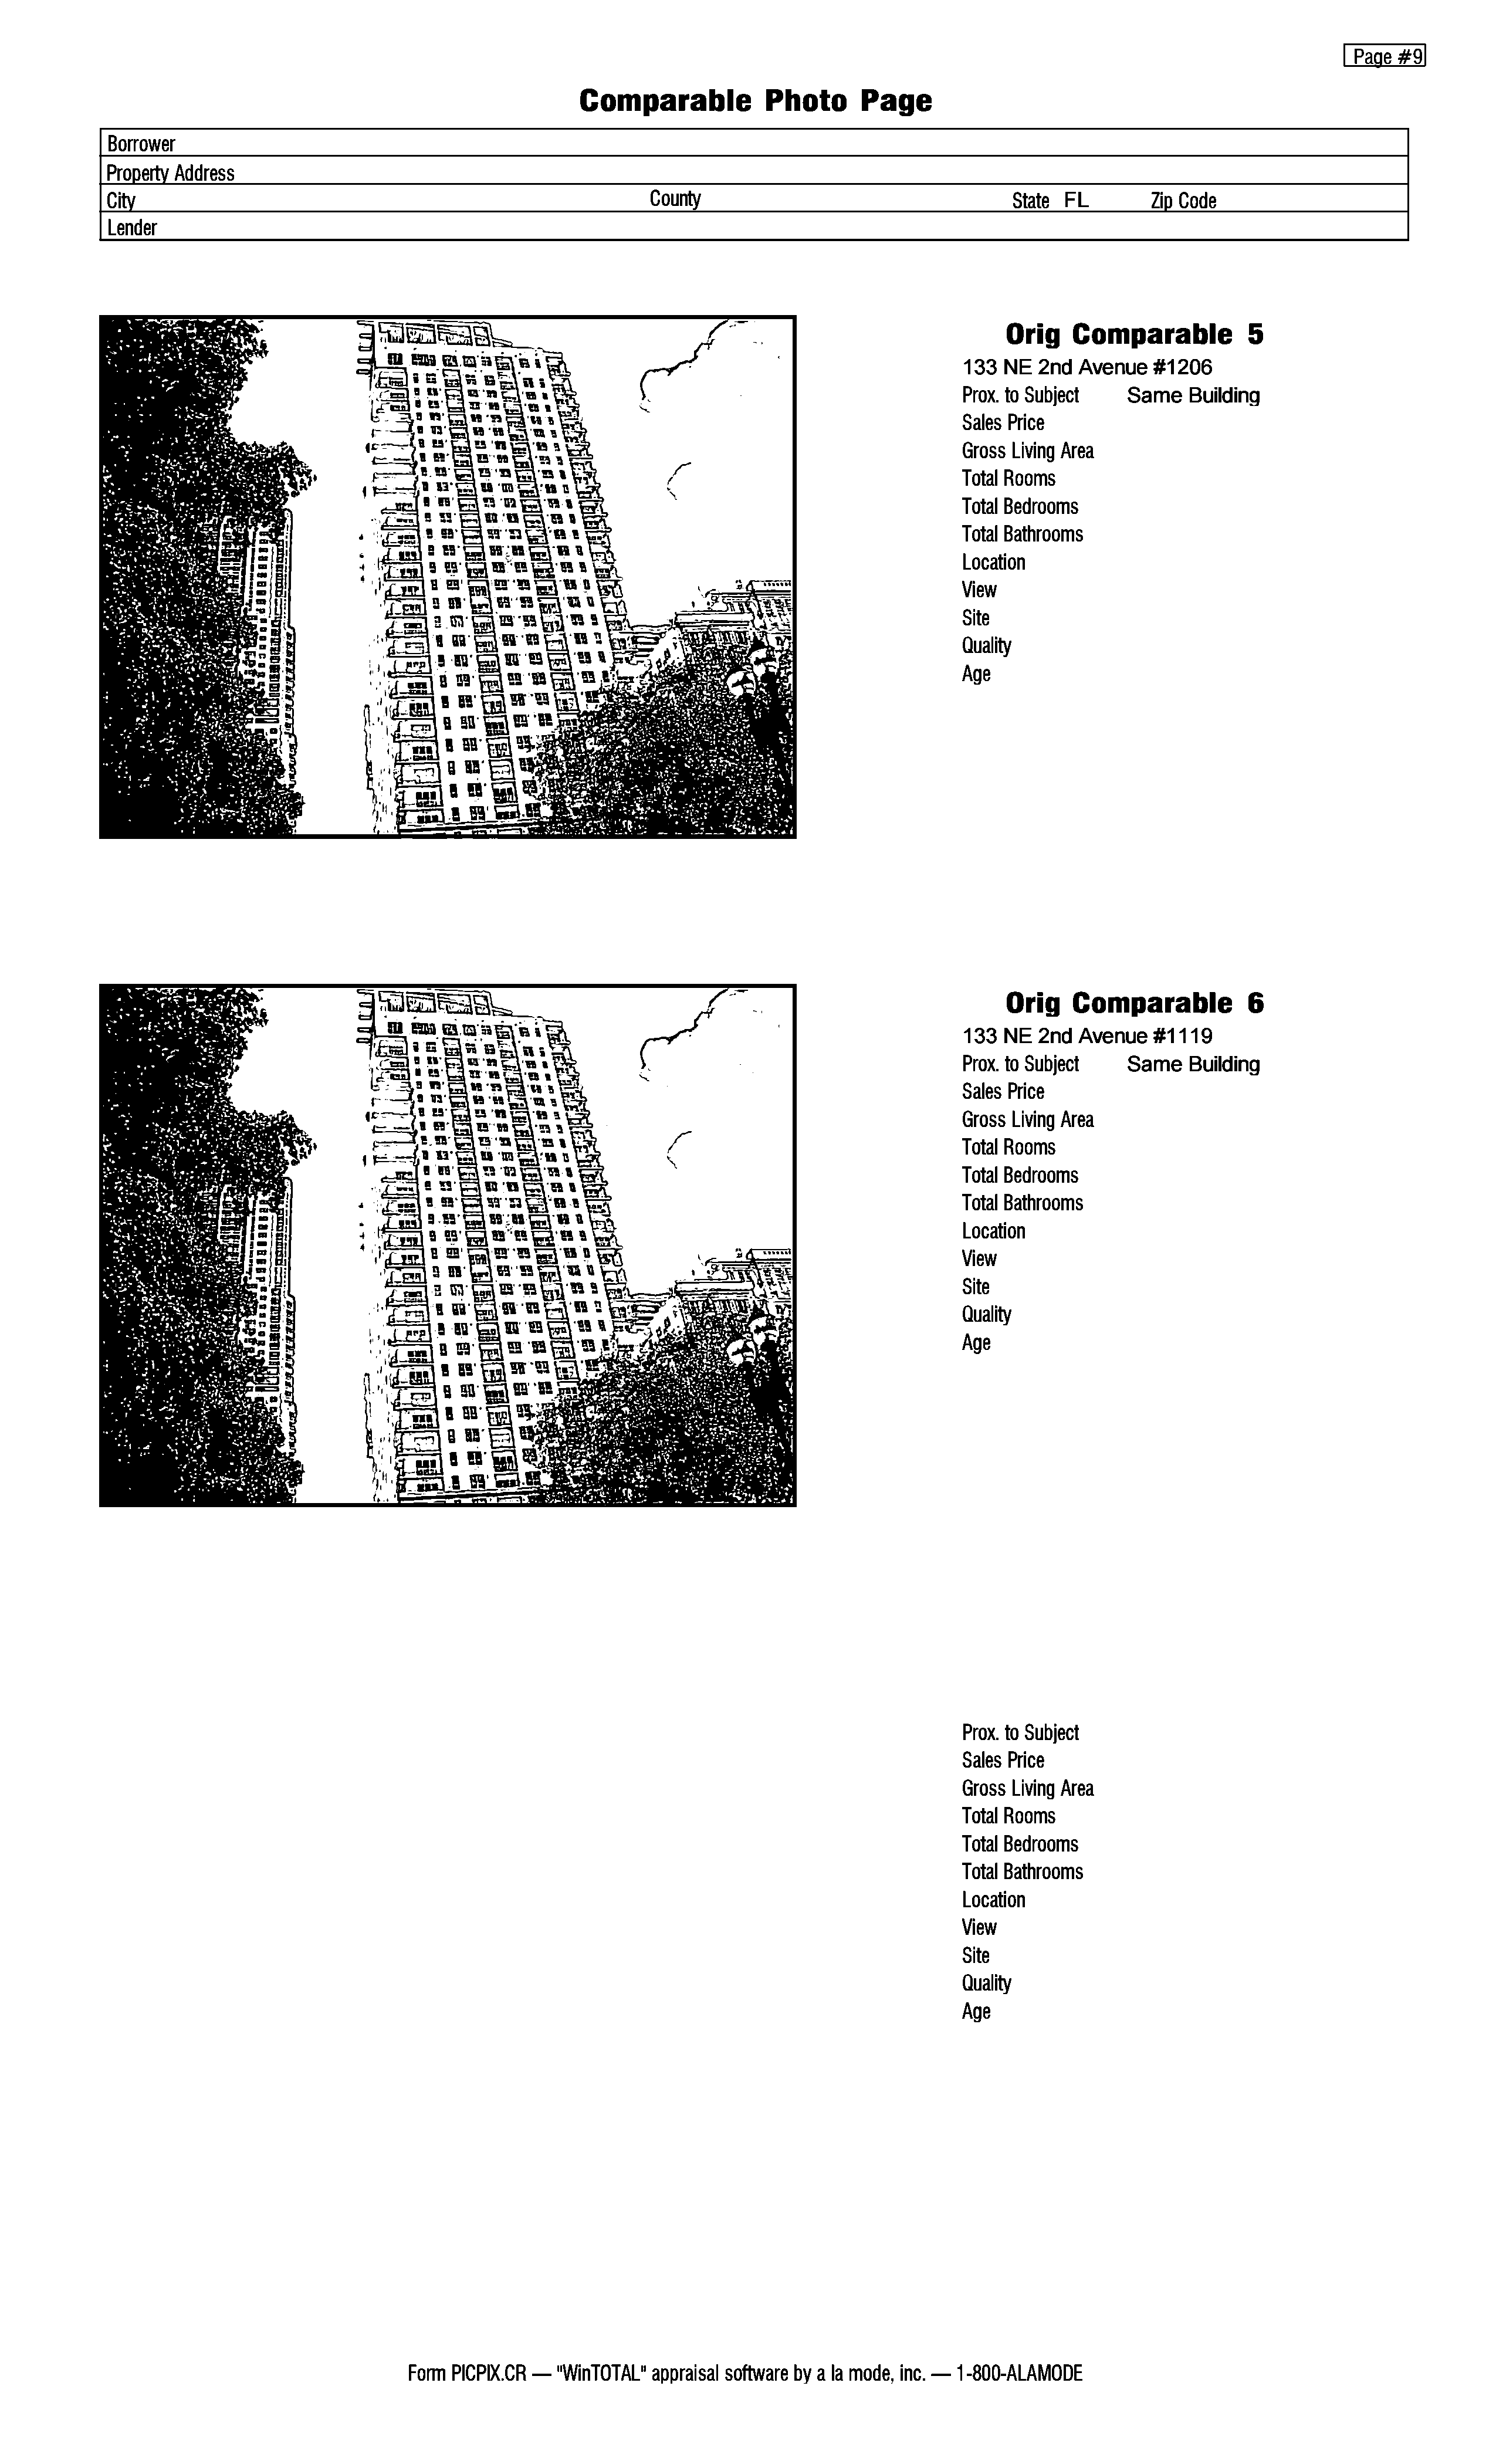 Page #9
Comparable Photo Page
Borrower
Property Address
City County State FL Zip Code
Lender
Orig Comparable 5
133 NE 2nd Avenue #1206
Prox. to Subject Same Building
Sales Price
Gross Living Area
Total Rooms
Total Bedrooms
Total Bathrooms
Location
View
Site
Quality
Age
Orig Comparable 6
133 NE 2nd Avenue #1119
Prox. to Subject Same Building
Sales Price
Gross Living Area
Total Rooms
Total Bedrooms
Total Bathrooms
Location
View
Site
Quality
Age
Prox. to Subject
Sales Price
Gross Living Area
Total Rooms
Total Bedrooms
Total Bathrooms
Location
View
Site
Quality
Age
Form PICPIX.CR — "WinTOTAL" appraisal software by a la mode, inc. — 1-800-ALAMODE